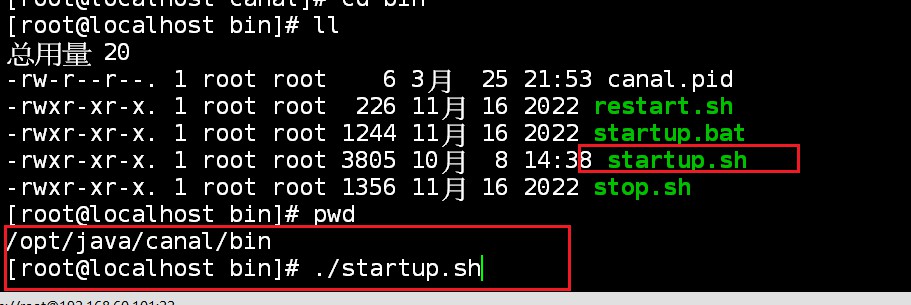 [root@localhost canal]# cd bin
[root@localhost bin]# ll
总用量 20
-rw-r--r--. 1 root root    6 3月  25 21:53 canal.pid
-rwxr-xr-x. 1 root root  226 11月 16 2022 restart.sh
-rwxr-xr-x. 1 root root 1244 11月 16 2022 startup.bat
-rwxr-xr-x. 1 root root 3805 10月  8 14:38 startup.sh
-rwxr-xr-x. 1 root root 1356 11月 16 2022 stop.sh
[root@localhost bin]# pwd
/opt/java/canal/bin
[root@localhost bin]# ./startup.sh